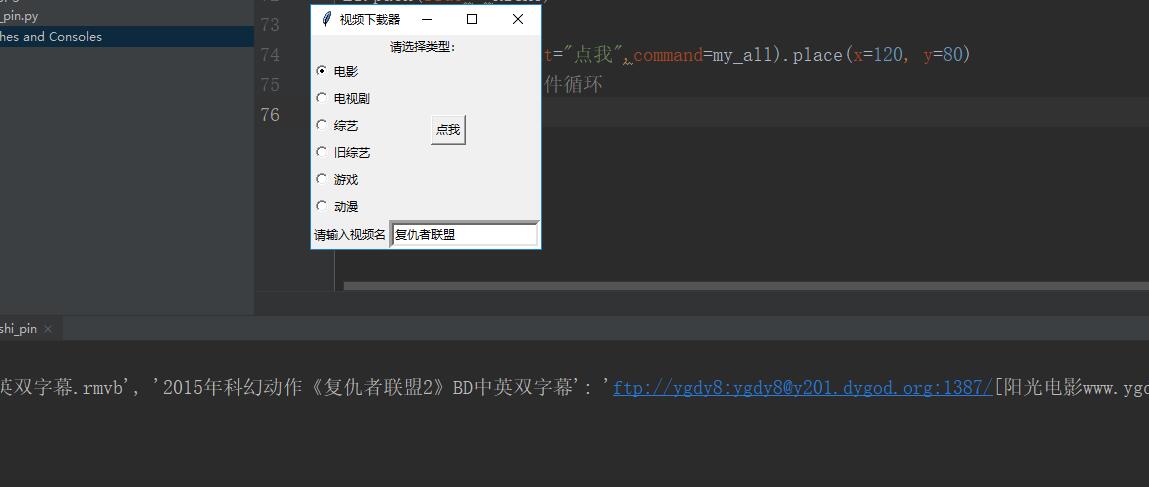 _pin.py
hes and Consoles
73
74
75
76
t="点我",command=my_all).place(x=120, y=80)
件循环
视频下载器
请选择类型：
电影
电视剧
综艺
旧综艺
游戏
动漫
点我
请输入视频名
复仇者联盟
shi_pin
英双字幕.rmvb', '2015年科幻动作《复仇者联盟2》BD中英双字幕': 'ftp://ygdy8:ygdy8@y201.dygod.org:1387/[阳光电影www.ygd